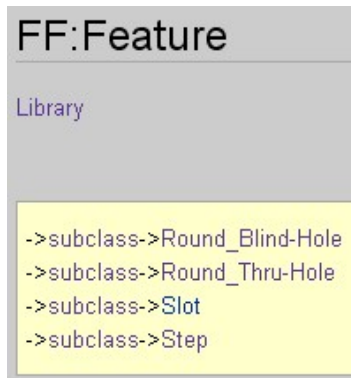 FF:Feature
Library
->subclass->Round_Blind-Hole
->subclass->Round_Thru-Hole
->subclass->Slot
->subclass->Step